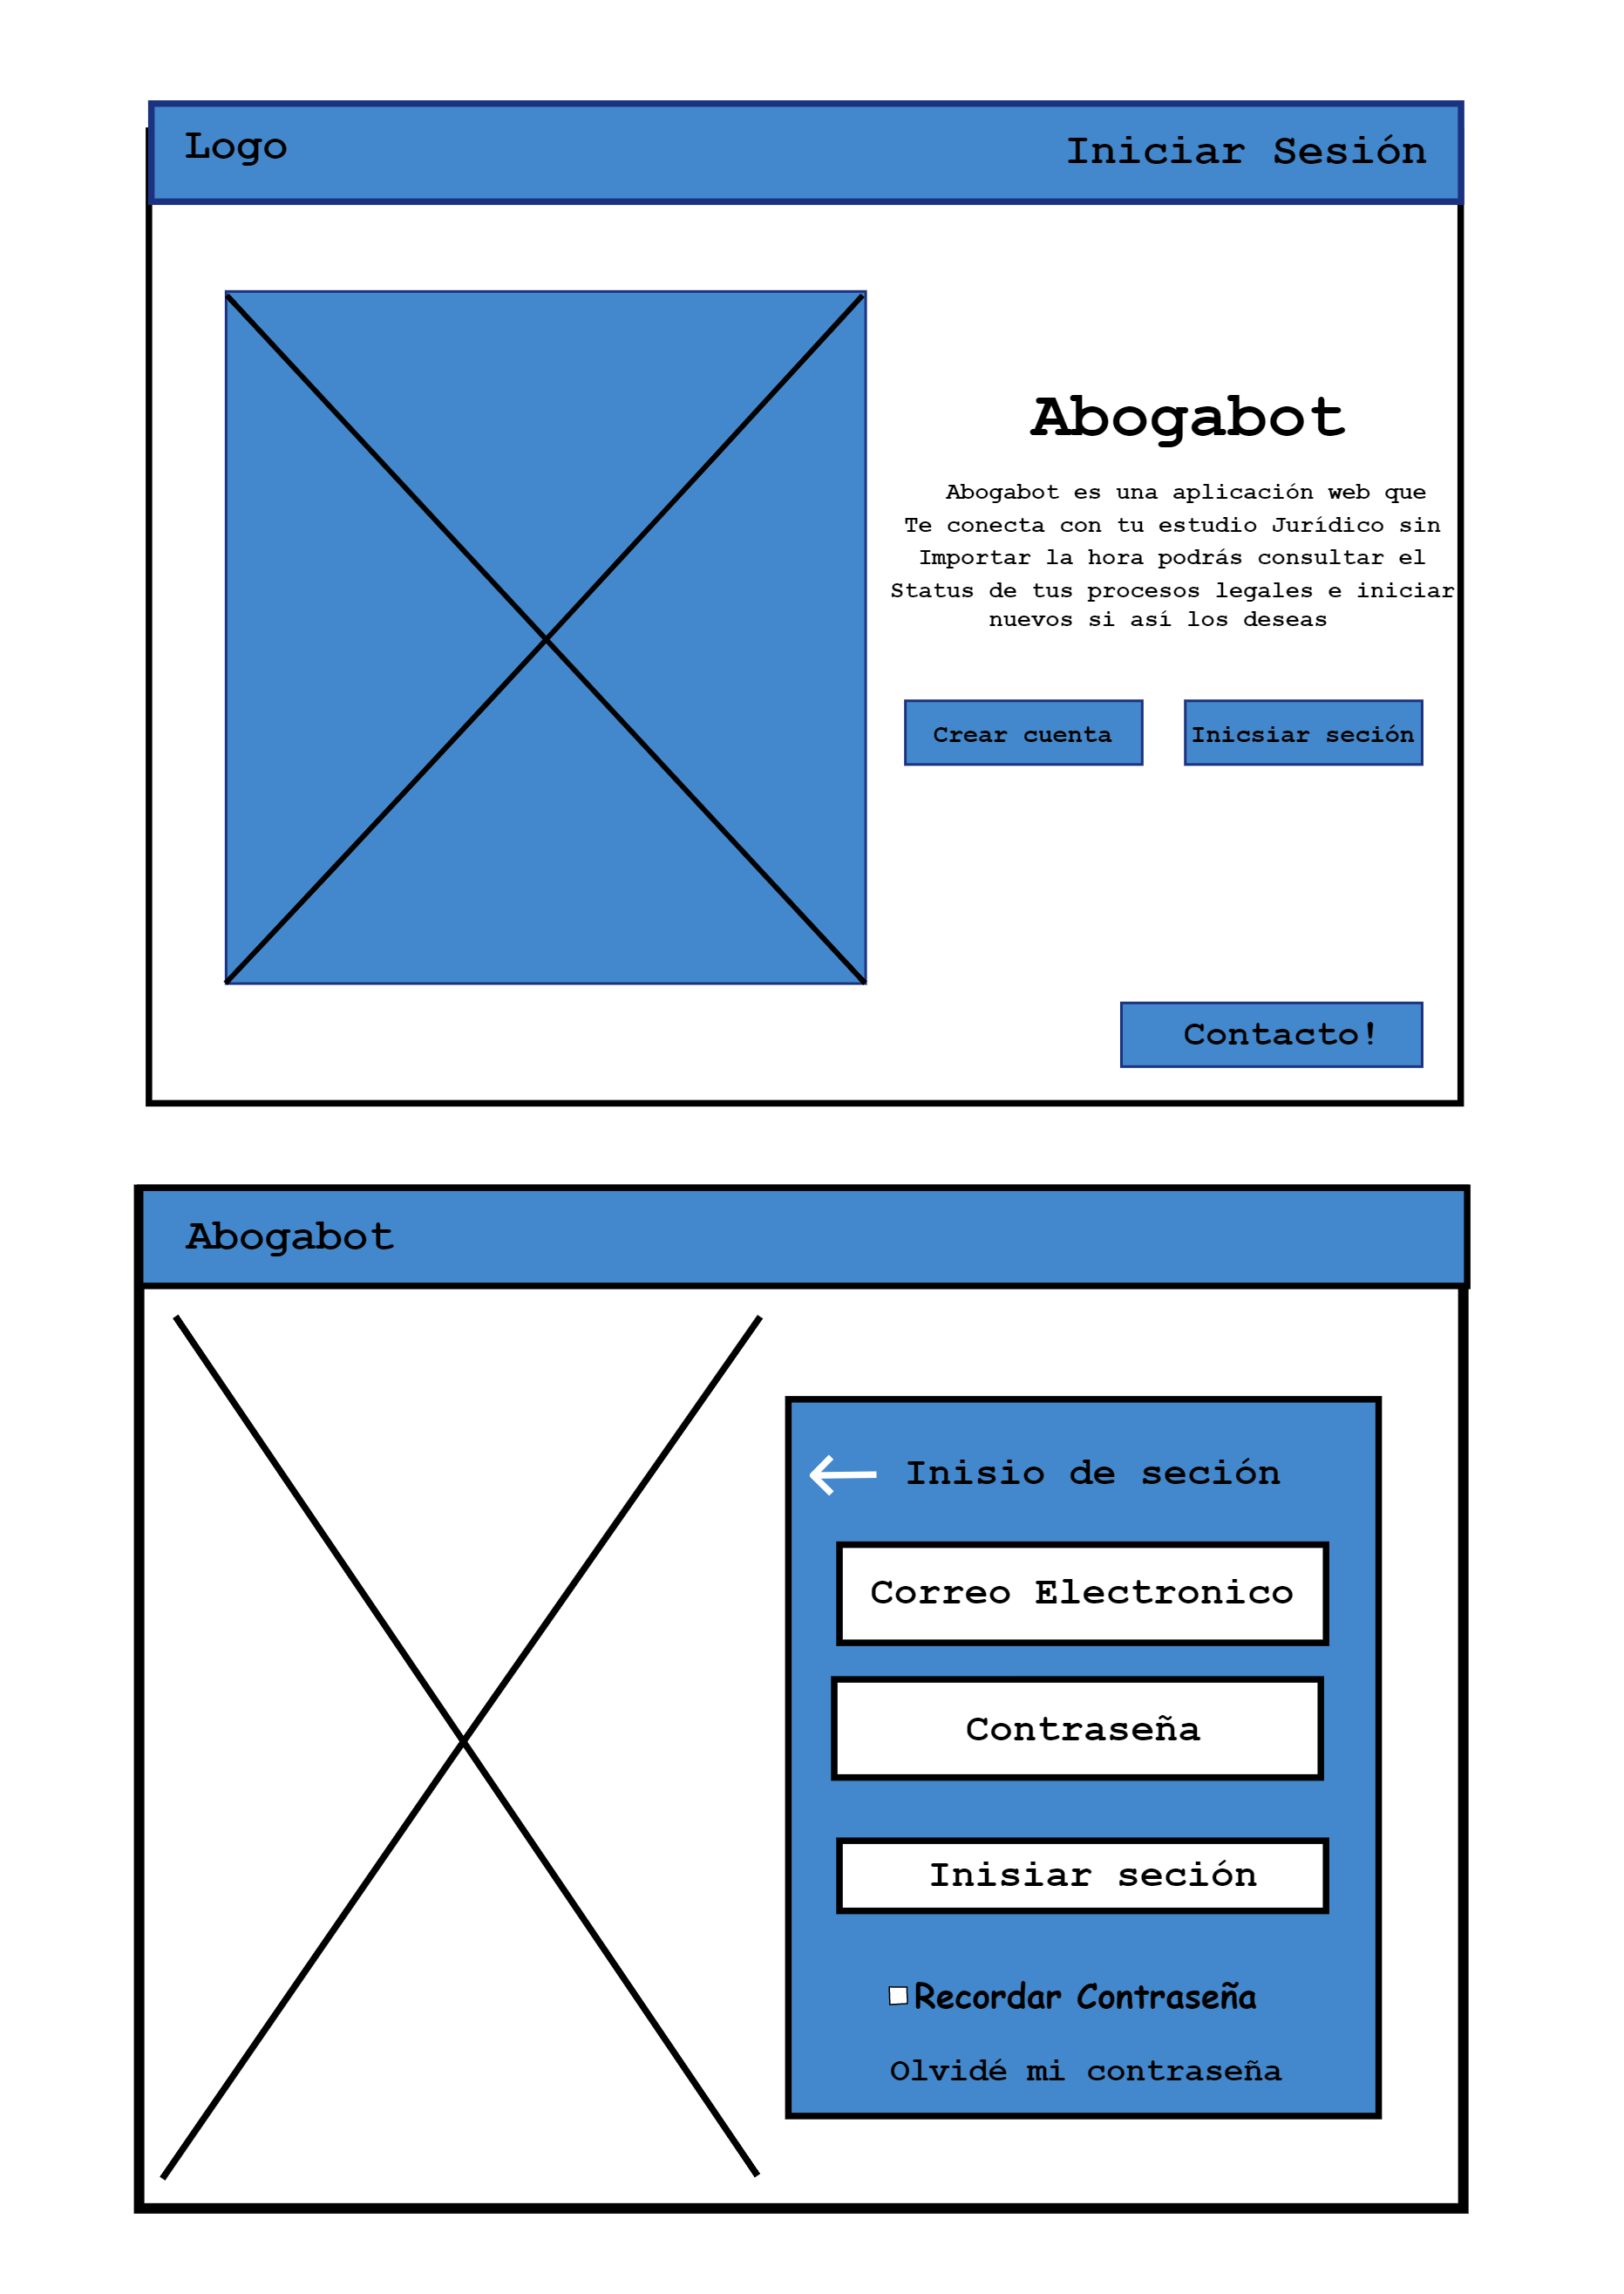 Logo
Iniciar Sesión
Abogabot
Abogabot es una aplicación web que
Te conecta con tu estudio Jurídico sin
Importar la hora podrás consultar el
Status de tus procesos legales e iniciar
nuevos si así los deseas
Crear cuenta
Inicsiar seción
Contacto!
Abogabot
Inisio de seción
Correo Electronico
Contraseña
Inisiar seción
Recordar Contraseña
Olvidé mi contraseña